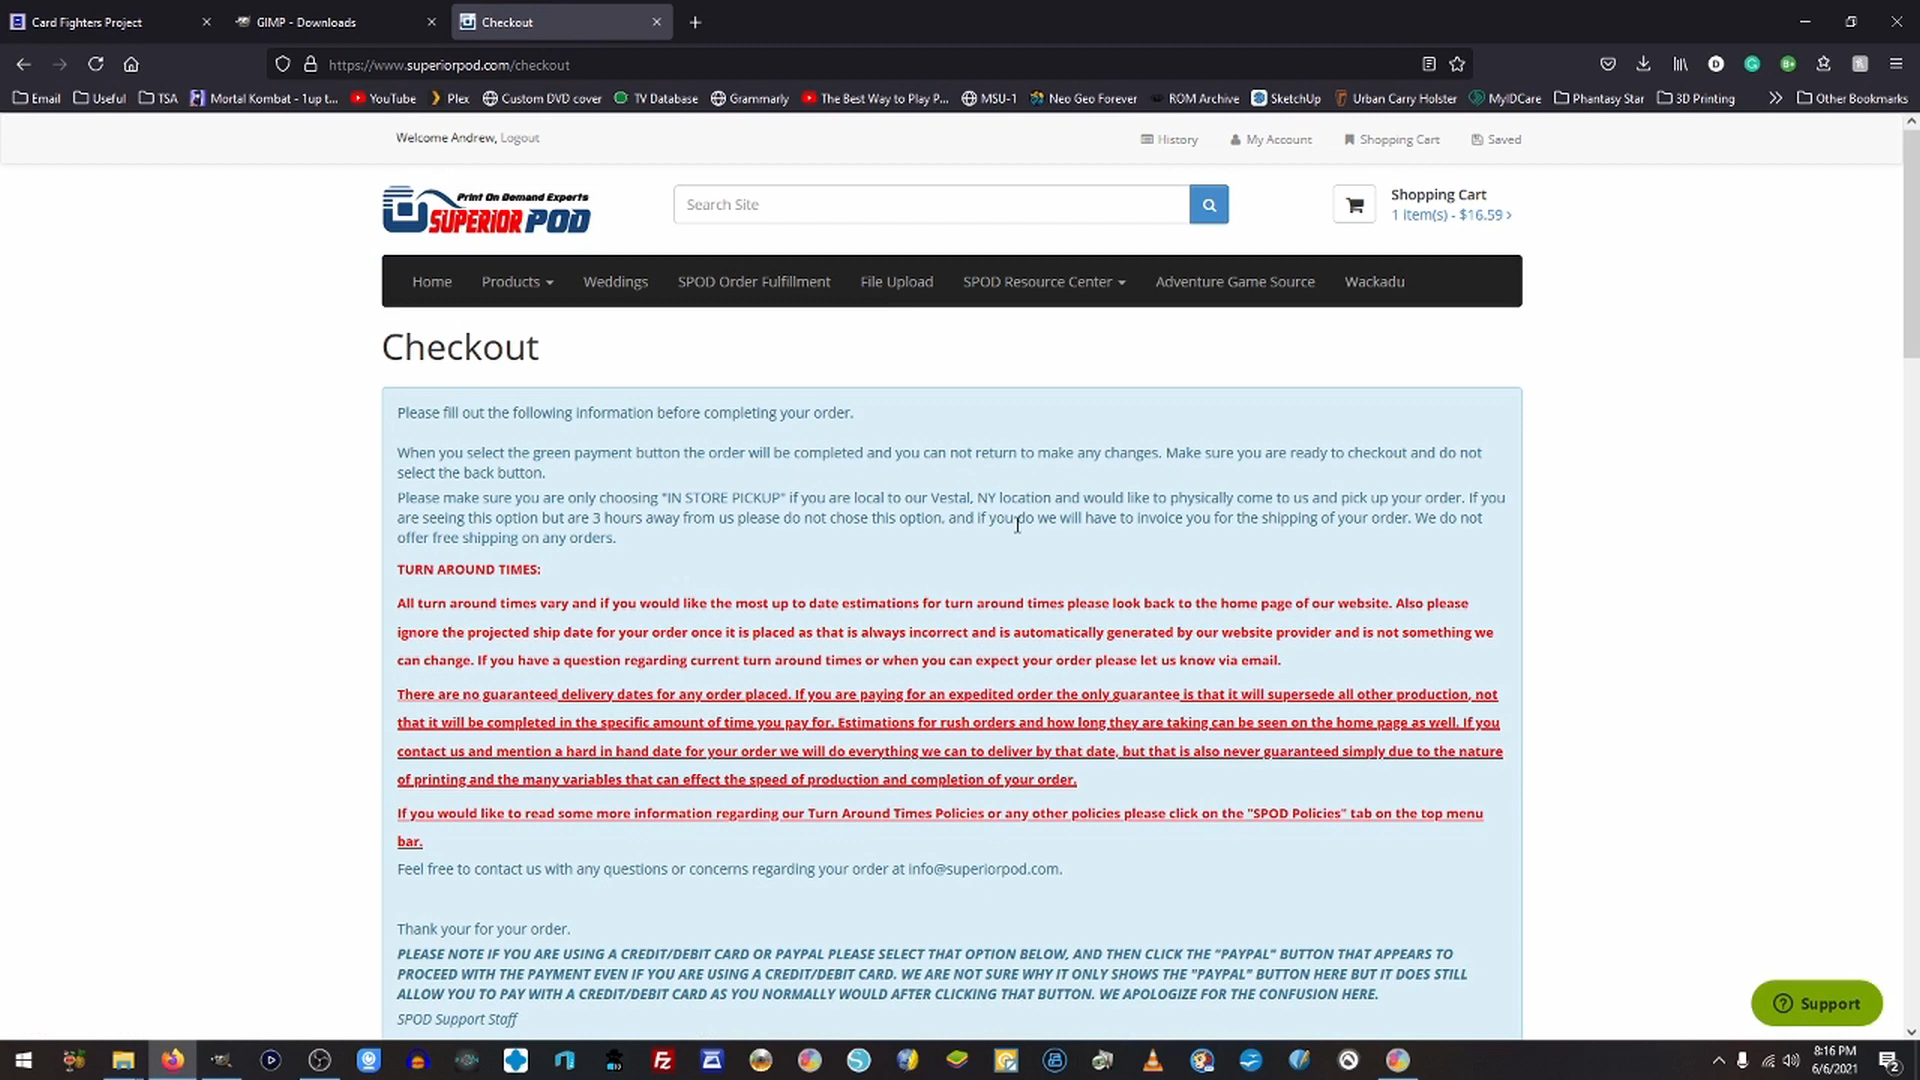 Card Fighters Project
GIMP - Downloads
Checkout
https://www.superiorpod.com/checkout
Email
Useful
TSA
Mortal Kombat - 1up t...
YouTube
Plex
Custom DVD cover
TV Database
Grammarly
The Best Way to Play P...
MSU-1
Neo Geo Forever
ROM Archive
SketchUp
Urban Carry Holster
MyIDCare
Phantasy Star
3D Printing
Other Bookmarks
Welcome Andrew, Logout
History
My Account
Shopping Cart
Saved
Print On Demand Experts
SUPERIOR POD
Search Site
Shopping Cart
1 item(s) - $16.59 ›
Home
Products
Weddings
SPOD Order Fulfillment
File Upload
SPOD Resource Center
Adventure Game Source
Wackadu
Checkout
Please fill out the following information before completing your order.
When you select the green payment button the order will be completed and you can not return to make any changes. Make sure you are ready to checkout and do not
select the back button.
Please make sure you are only choosing "IN STORE PICKUP" if you are local to our Vestal, NY location and would like to physically come to us and pick up your order. If you
are seeing this option but are 3 hours away from us please do not chose this option, and if you do we will have to invoice you for the shipping of your order. We do not
offer free shipping on any orders.
TURN AROUND TIMES:
All turn around times vary and if you would like the most up to date estimations for turn around times please look back to the home page of our website. Also please
ignore the projected ship date for your order once it is placed as that is always incorrect and is automatically generated by our website provider and is not something we
can change. If you have a question regarding current turn around times or when you can expect your order please let us know via email.
There are no guaranteed delivery dates for any order placed. If you are paying for an expedited order the only guarantee is that it will supersede all other production, not
that it will be completed in the specific amount of time you pay for. Estimations for rush orders and how long they are taking can be seen on the home page as well. If you
contact us and mention a hard in hand date for your order we will do everything we can to deliver by that date, but that is also never guaranteed simply due to the nature
of printing and the many variables that can effect the speed of production and completion of your order.
If you would like to read some more information regarding our Turn Around Times Policies or any other policies please click on the "SPOD Policies" tab on the top menu
bar.
Feel free to contact us with any questions or concerns regarding your order at info@superiorpod.com.
Thank your for your order.
PLEASE NOTE IF YOU ARE USING A CREDIT/DEBIT CARD OR PAYPAL PLEASE SELECT THAT OPTION BELOW, AND THEN CLICK THE "PAYPAL" BUTTON THAT APPEARS TO
PROCEED WITH THE PAYMENT EVEN IF YOU ARE USING A CREDIT/DEBIT CARD. WE ARE NOT SURE WHY IT ONLY SHOWS THE "PAYPAL" BUTTON HERE BUT IT DOES STILL
ALLOW YOU TO PAY WITH A CREDIT/DEBIT CARD AS YOU NORMALLY WOULD AFTER CLICKING THAT BUTTON. WE APOLOGIZE FOR THE CONFUSION HERE.
SPOD Support Staff
Support
8:16 PM
6/6/2021